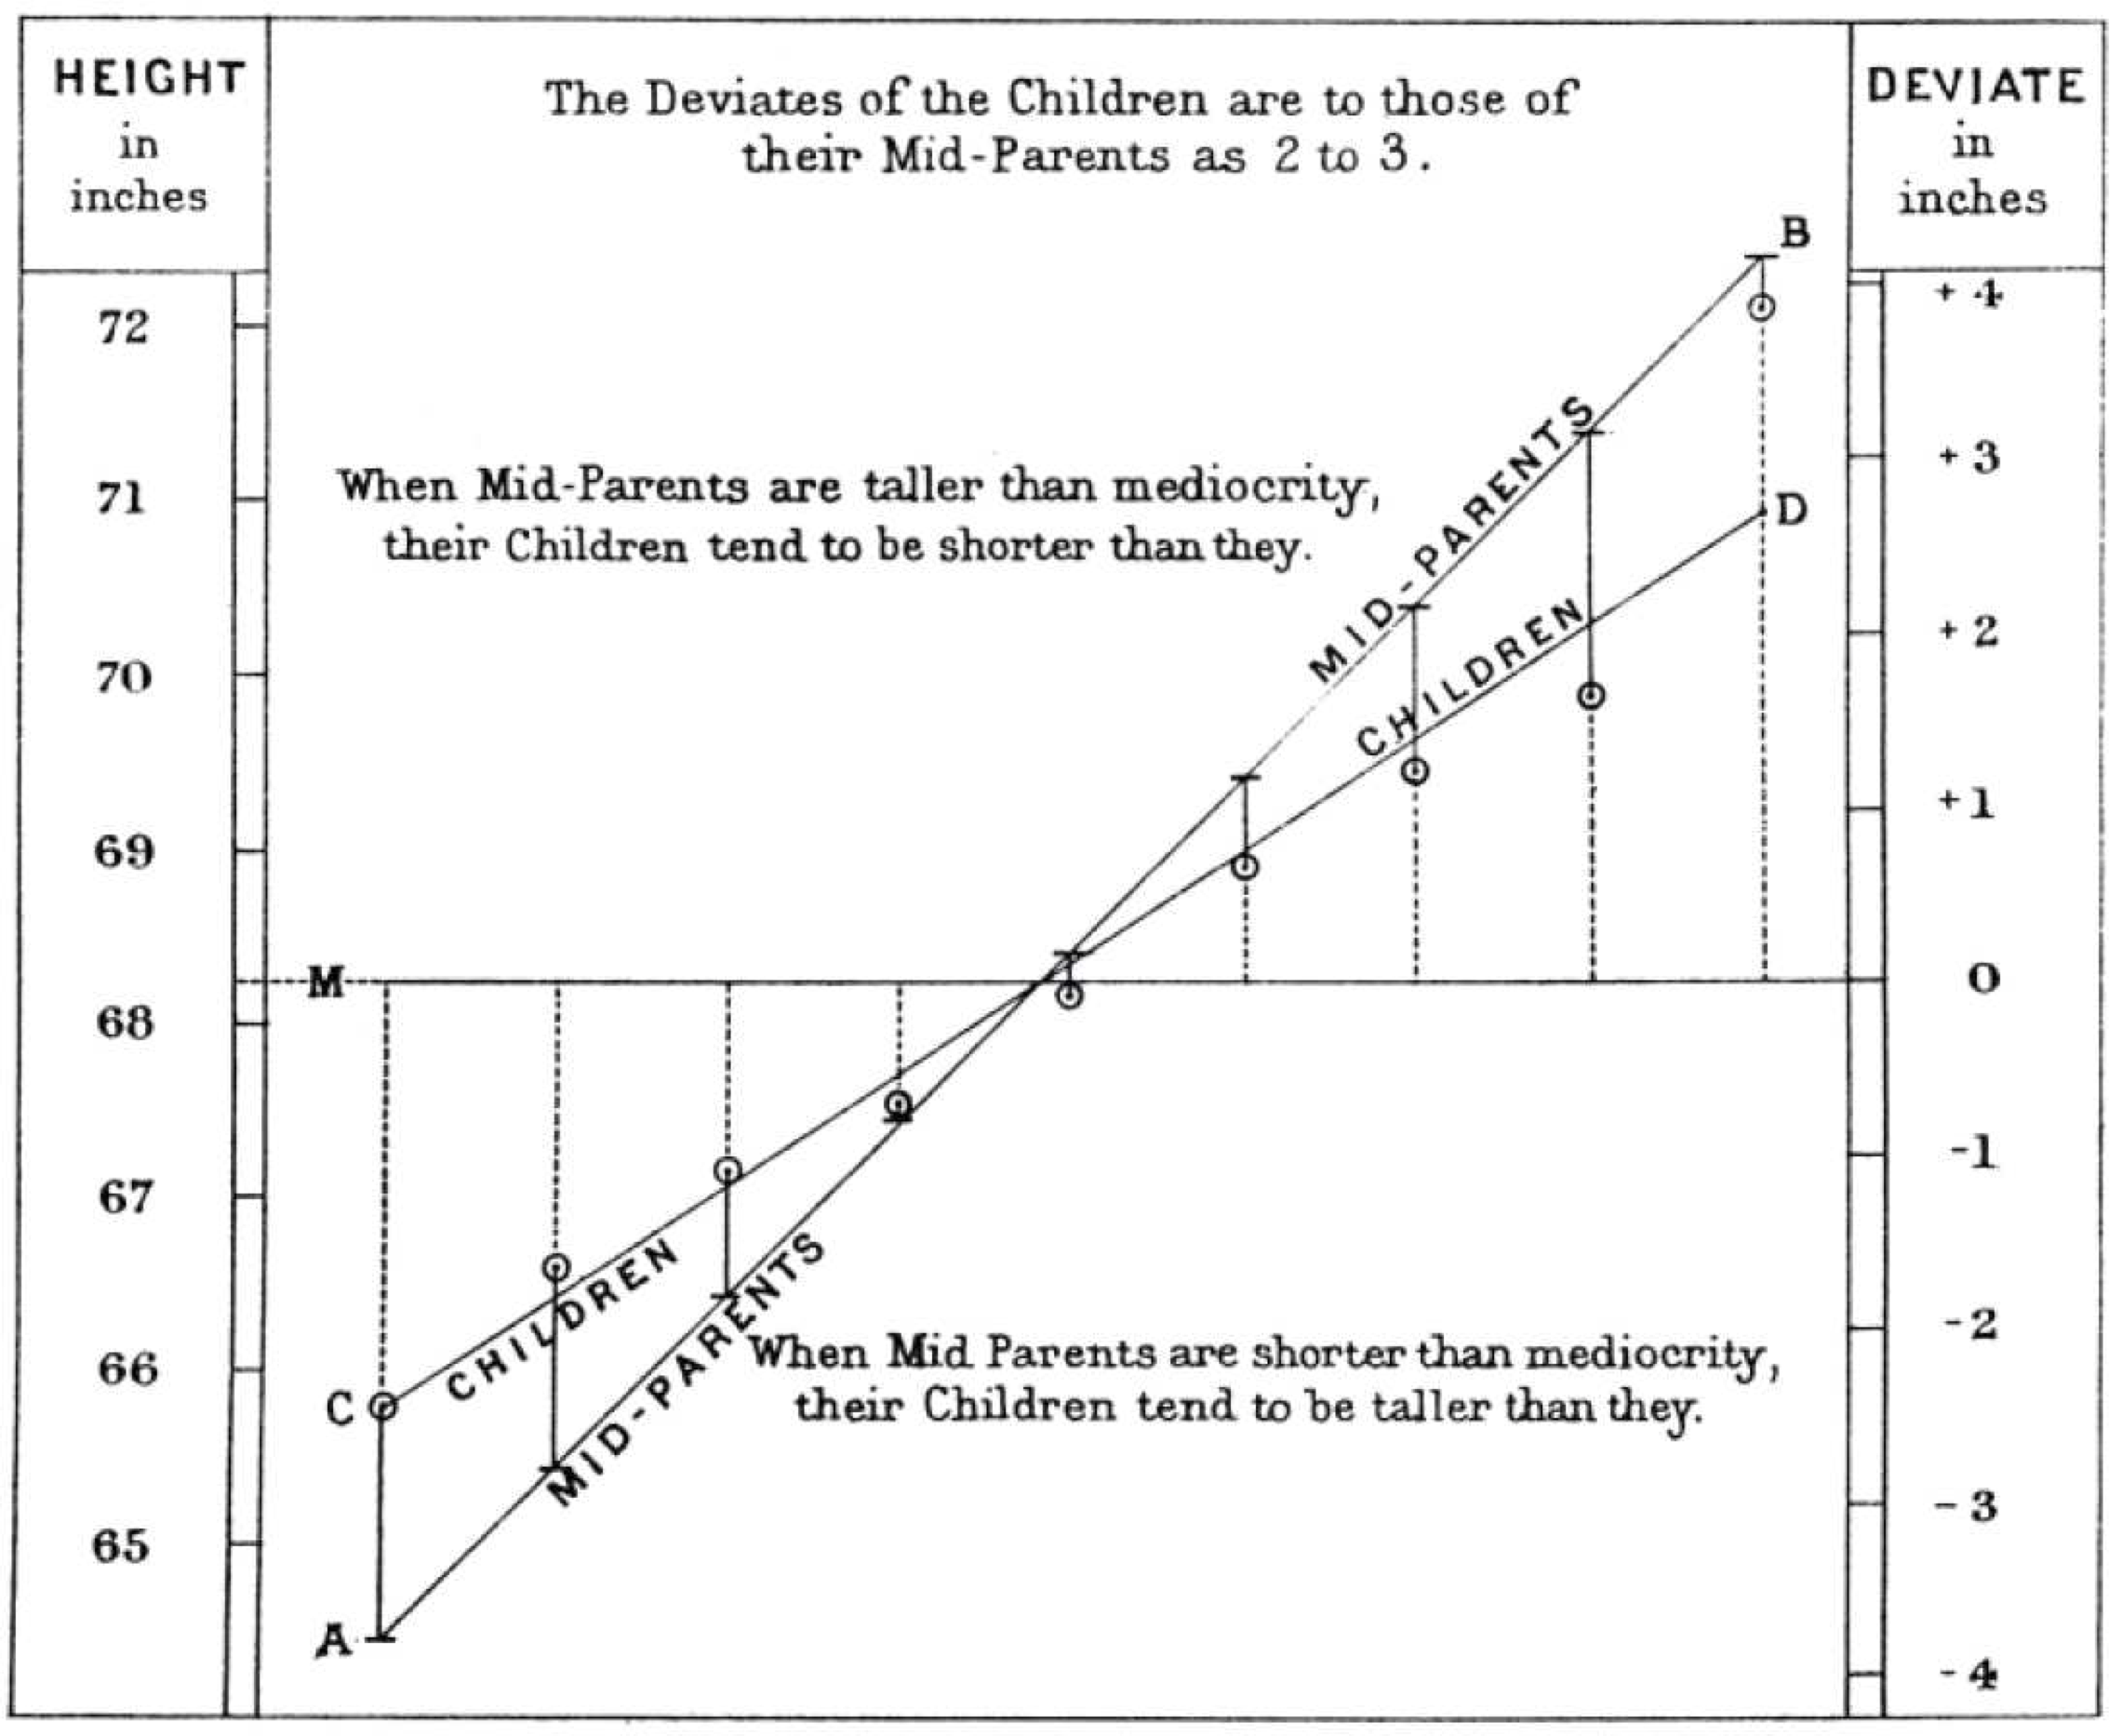 HEIGHT
in
inches
The Deviates of the Children are to those of
their Mid-Parents as 2 to 3.
DEVIATE
in
inches
B
72
+4
When Mid-Parents are taller than mediocrity,
their Children tend to be shorter than they.
MID-PARENTS
+3
71
D
CHILDREN
+2
70
+1
69
M
0
68
-1
67
CHILDREN
MID-PARENTS
-2
When Mid Parents are shorter than mediocrity,
their Children tend to be taller than they.
66
C
-3
65
A
-4